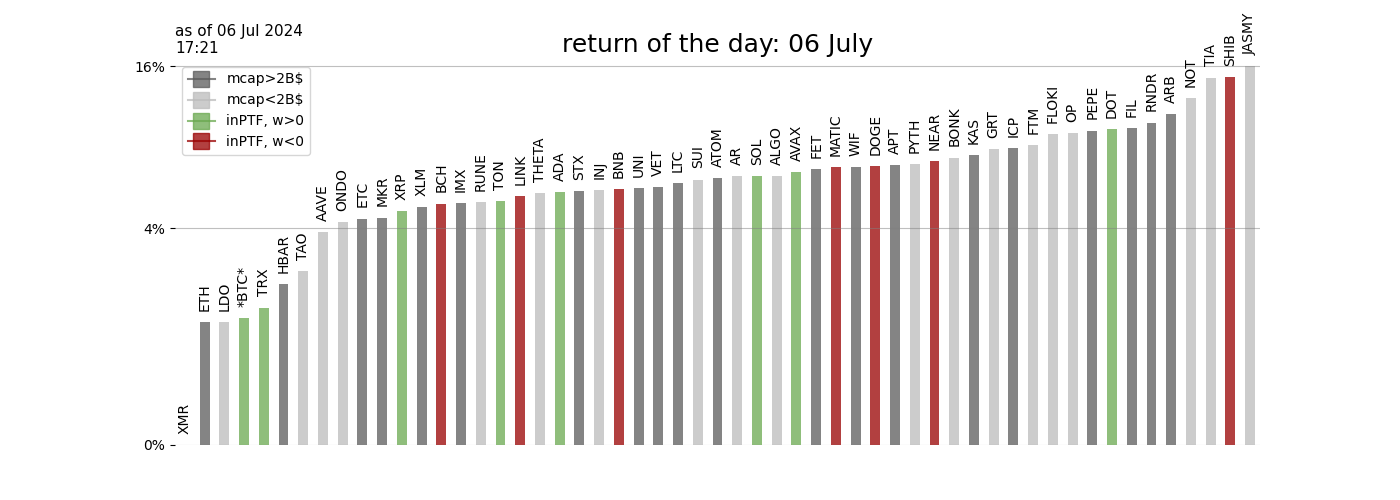 as of 06 Jul 2024
17:21
return of the day: 06 July
16%
4%
0%
mcap>2B$
mcap<2B$
inPTF, w>0
inPTF, w<0
XMR
ETH
LDO
*BTC*
TRX
HBAR
TAO
AAVE
ONDO
ETC
MKR
XRP
XLM
BCH
IMX
RUNE
TON
LINK
THETA
ADA
STX
INJ
BNB
UNI
VET
LTC
SUI
ATOM
AR
SOL
ALGO
AVAX
FET
MATIC
WIF
DOGE
APT
PYTH
NEAR
BONK
KAS
GRT
ICP
FTM
FLOKI
OP
PEPE
DOT
FIL
RNDR
ARB
NOT
TIA
SHIB
JASMY